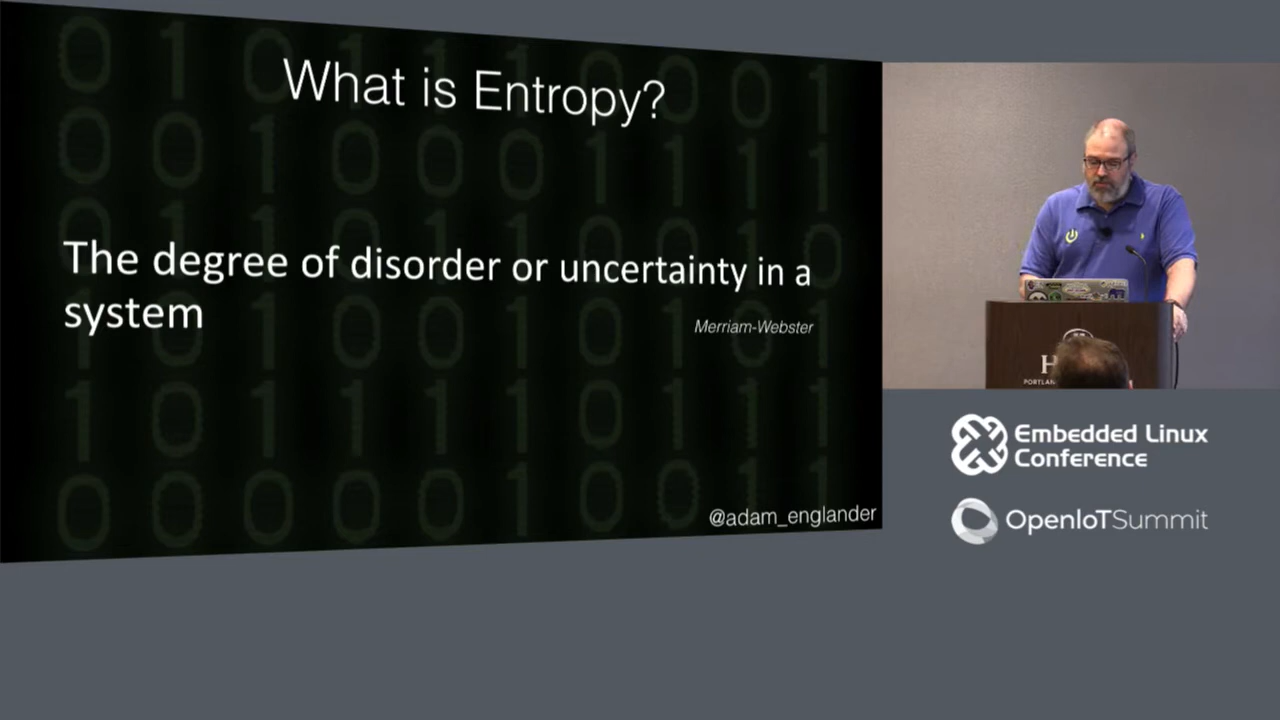 What is Entropy?
The degree of disorder or uncertainty in a
system
Merriam-Webster
@adam_englander
H
Embedded Linux
Conference
OpenIoTSummit